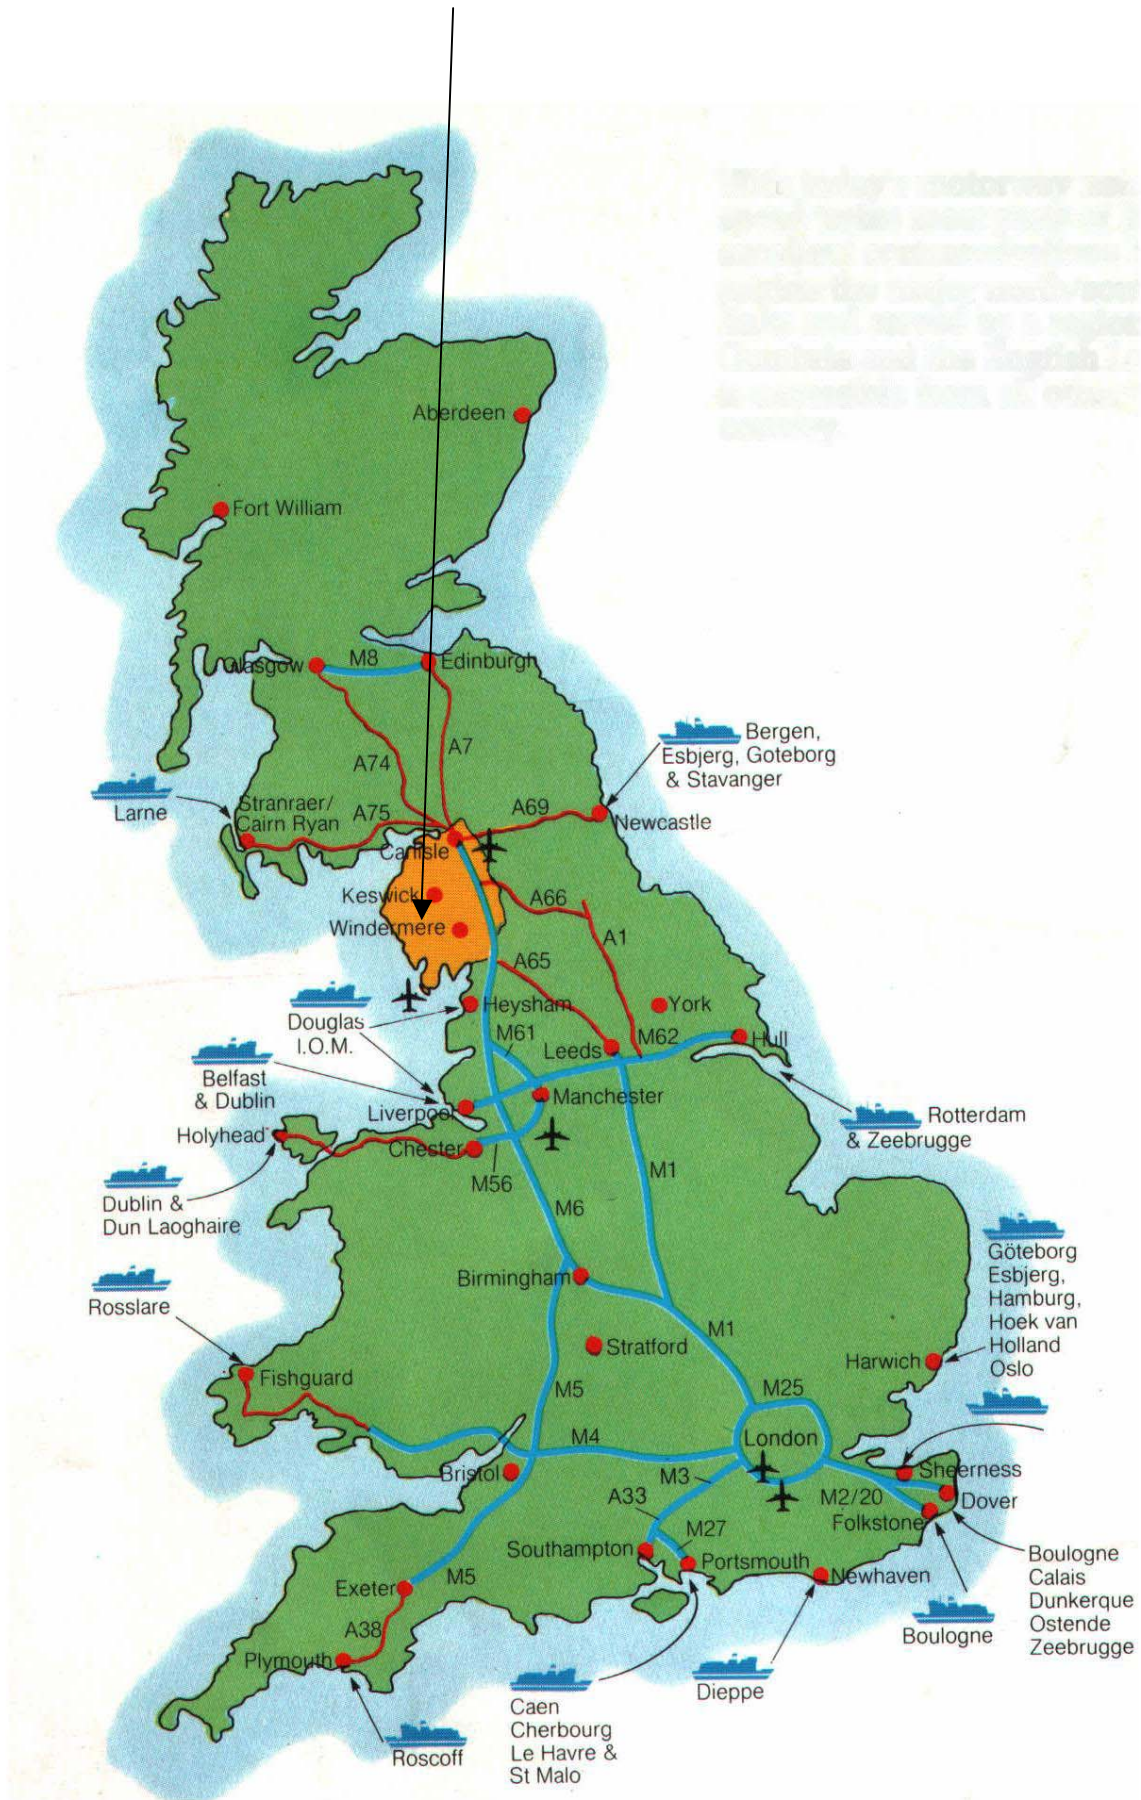 Aberdeen
Fort William
Glasgow
M8
Edinburgh
A7
A74
Bergen,
Esbjerg, Goteborg
& Stavanger
Larne
Stranraer/
Cairn Ryan
A75
A69
Newcastle
Carlisle
Keswick
A66
Windermere
A1
A65
Heysham
York
Douglas
I.O.M.
M61
Leeds
M62
Hull
Belfast
& Dublin
Liverpool
Manchester
Rotterdam
& Zeebrugge
Holyhead
Chester
M56
M1
Dublin &
Dun Laoghaire
M6
Göteborg
Esbjerg,
Hamburg,
Hoek van
Holland
Oslo
Birmingham
Rosslare
M1
Stratford
Harwich
Fishguard
M5
M25
M4
London
Bristol
M3
Sheerness
A33
M2/20
Dover
Folkstone
M27
Southampton
Portsmouth
Newhaven
Boulogne
Calais
Dunkerque
Ostende
Zeebrugge
Exeter
M5
A38
Boulogne
Plymouth
Dieppe
Caen
Cherbourg
Le Havre &
St Malo
Roscoff